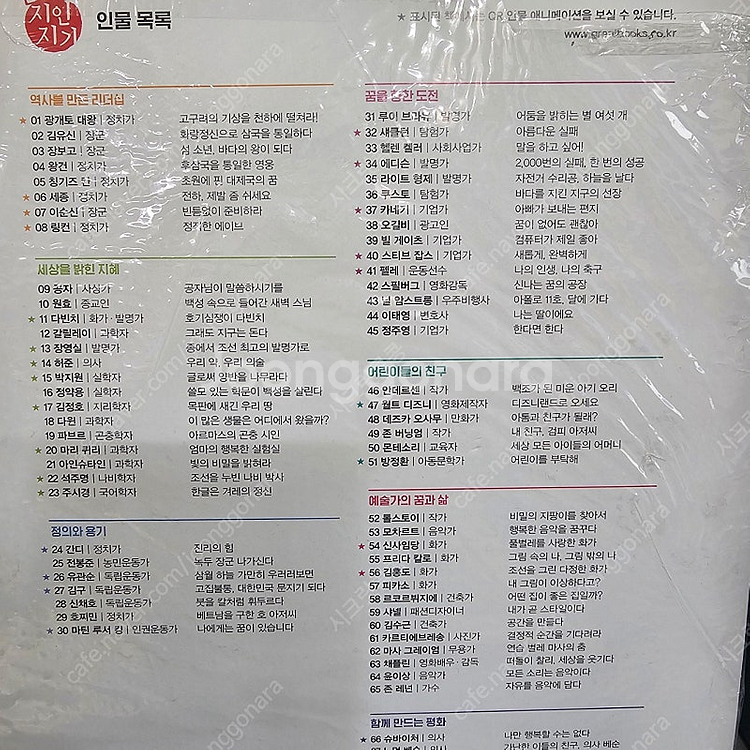 지인
지기
인물 목록
★ 표시된 책에서는 QR 인물 애니메이션을 보실 수 있습니다.
www.greatbooks.co.kr
역사를 만든 리더십
★ 01 광개토 대왕 | 정치가 고구려의 기상을 천하에 떨쳐라!
02 김유신 | 장군 화랑정신으로 삼국을 통일하다
03 장보고 | 장군 섬 소년, 바다의 왕이 되다
04 왕건 | 정치가 후삼국을 통일한 영웅
05 칭기즈 칸 | 정치가 초원에 핀 대제국의 꿈
★ 06 세종 | 정치가 전하, 제발 좀 쉬세요
★ 07 이순신 | 장군 빈틈없이 준비하라
★ 08 링컨 | 정치가 정직한 에이브
세상을 밝힌 지혜
09 공자 | 사상가 공자님이 말씀하시기를
10 원효 | 종교인 백성 속으로 들어간 새벽 스님
★ 11 다빈치 | 화가·발명가 호기심쟁이 다빈치
12 갈릴레이 | 과학자 그래도 지구는 돈다
★ 13 장영실 | 발명가 종에서 조선 최고의 발명가로
★ 14 허준 | 의사 우리 약, 우리 의술
★ 15 박지원 | 실학자 글로써 양반을 나무라다
16 정약용 | 실학자 쓸모 있는 학문이 백성을 살린다
★ 17 김정호 | 지리학자 목판에 새긴 우리 땅
18 다윈 | 과학자 이 많은 생물은 어디에서 왔을까?
19 파브르 | 곤충학자 아르마스의 곤충 시인
★ 20 마리 퀴리 | 과학자 엄마의 행복한 실험실
21 아인슈타인 | 과학자 빛의 비밀을 밝혀라
★ 22 석주명 | 나비학자 조선을 누빈 나비 박사
★ 23 주시경 | 국어학자 한글은 겨레의 정신
정의와 용기
★ 24 간디 | 정치가 진리의 힘
25 전봉준 | 농민운동가 녹두 장군 나가신다
★ 26 유관순 | 독립운동가 삼월 하늘 가만히 우러러보면
★ 27 김구 | 독립운동가 고집불통, 대한민국 문지기 되다
28 신채호 | 독립운동가 붓을 칼처럼 휘두르다
29 호찌민 | 정치가 베트남을 구한 호 아저씨
★ 30 마틴 루서 킹 | 인권운동가 나에게는 꿈이 있습니다
꿈을 향한 도전
31 루이 브라유 | 발명가 어둠을 밝히는 별 여섯 개
★ 32 섀클턴 | 탐험가 아름다운 실패
33 헬렌 켈러 | 사회사업가 말을 하고 싶어!
★ 34 에디슨 | 발명가 2,000번의 실패, 한 번의 성공
35 라이트 형제 | 발명가 자전거 수리공, 하늘을 날다
36 쿠스토 | 탐험가 바다를 지킨 지구의 선장
★ 37 카네기 | 기업가 아빠가 보내는 편지
38 오길비 | 광고인 꿈이 없어도 괜찮아
39 빌 게이츠 | 기업가 컴퓨터가 제일 좋아
★ 40 스티브 잡스 | 기업가 새롭게, 완벽하게
★ 41 펠레 | 운동선수 나의 인생, 나의 축구
42 스필버그 | 영화감독 신나는 꿈의 공장
43 닐 암스트롱 | 우주비행사 아폴로 11호, 달에 가다
44 이태영 | 변호사 나는 딸이에요
45 정주영 | 기업가 한다면 한다
어린이들의 친구
46 안데르센 | 작가 백조가 된 미운 아기 오리
★ 47 월트 디즈니 | 영화제작자 디즈니랜드로 오세요
48 데즈카 오사무 | 만화가 아톰과 친구가 될래?
49 존 버닝햄 | 작가 내 친구, 검피 아저씨
50 몬테소리 | 교육자 세상 모든 아이들의 어머니
★ 51 방정환 | 아동문학가 어린이를 부탁해
예술가의 꿈과 삶
52 톨스토이 | 작가 비밀의 지팡이를 찾아서
53 모차르트 | 음악가 행복한 음악을 꿈꾸다
★ 54 신사임당 | 화가 풀벌레를 사랑한 화가
55 프리다 칼로 | 화가 그림 속의 나, 그림 밖의 나
★ 56 김홍도 | 화가 조선을 그린 다정한 화가
57 피카소 | 화가 내 그림이 이상하다고?
58 르코르뷔지에 | 건축가 어떤 집이 좋은 집일까?
59 샤넬 | 패션디자이너 내가 곧 스타일이다
60 김수근 | 건축가 공간을 만들다
61 카르티에브레송 | 사진가 결정적 순간을 기다려라
62 마사 그레이엄 | 무용가 연습 벌레 마사의 춤
63 채플린 | 영화배우·감독 떠돌이 찰리, 세상을 웃기다
64 윤이상 | 음악가 모든 소리는 음악이다
65 존 레넌 | 가수 자유를 음악에 담다
함께 만드는 평화
★ 66 슈바이처 | 의사 나만 행복할 수는 없다
가난한 이들의 친구, 의사 베순